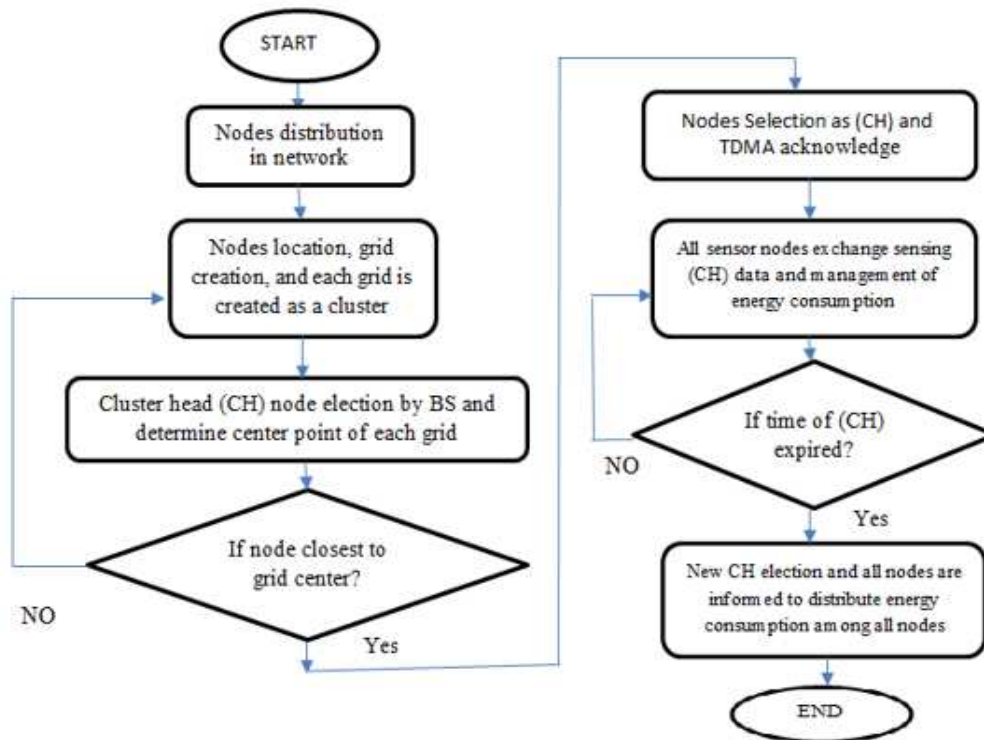 START
Nodes distribution
in network
Nodes location, grid
creation, and each grid is
created as a cluster
Cluster head (CH) node election by BS and
determine center point of each grid
If node closest to
grid center?
NO
Yes
Nodes Selection as (CH) and
TDMA acknowledge
All sensor nodes exchange sensing
(CH) data and management of
energy consumption
If time of (CH)
expired?
NO
Yes
New CH election and all nodes are
informed to distribute energy
consumption among all nodes
END